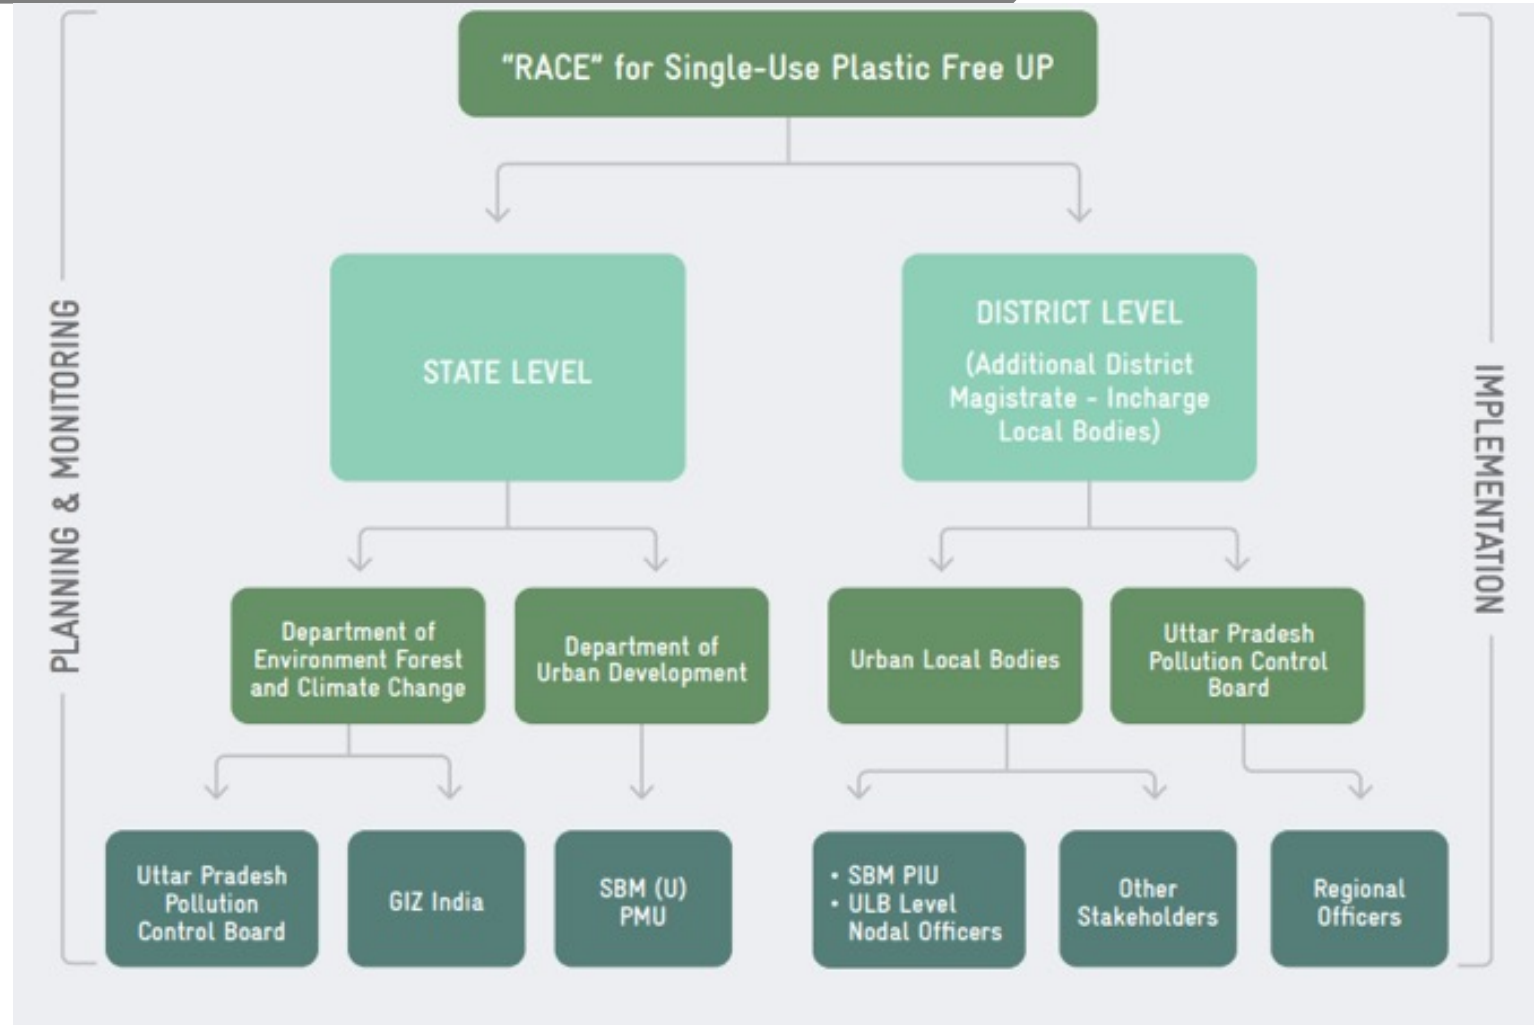 "RACE" for Single-Use Plastic Free UP
PLANNING & MONITORING
IMPLEMENTATION
STATE LEVEL
DISTRICT LEVEL
(Additional District
Magistrate - Incharge
Local Bodies)
Department of
Environment Forest
and Climate Change
Department of
Urban Development
Urban Local Bodies
Uttar Pradesh
Pollution Control
Board
Uttar Pradesh
Pollution
Control Board
GIZ India
SBM (U)
PMU
• SBM PIU
• ULB Level
Nodal Officers
Other
Stakeholders
Regional
Officers